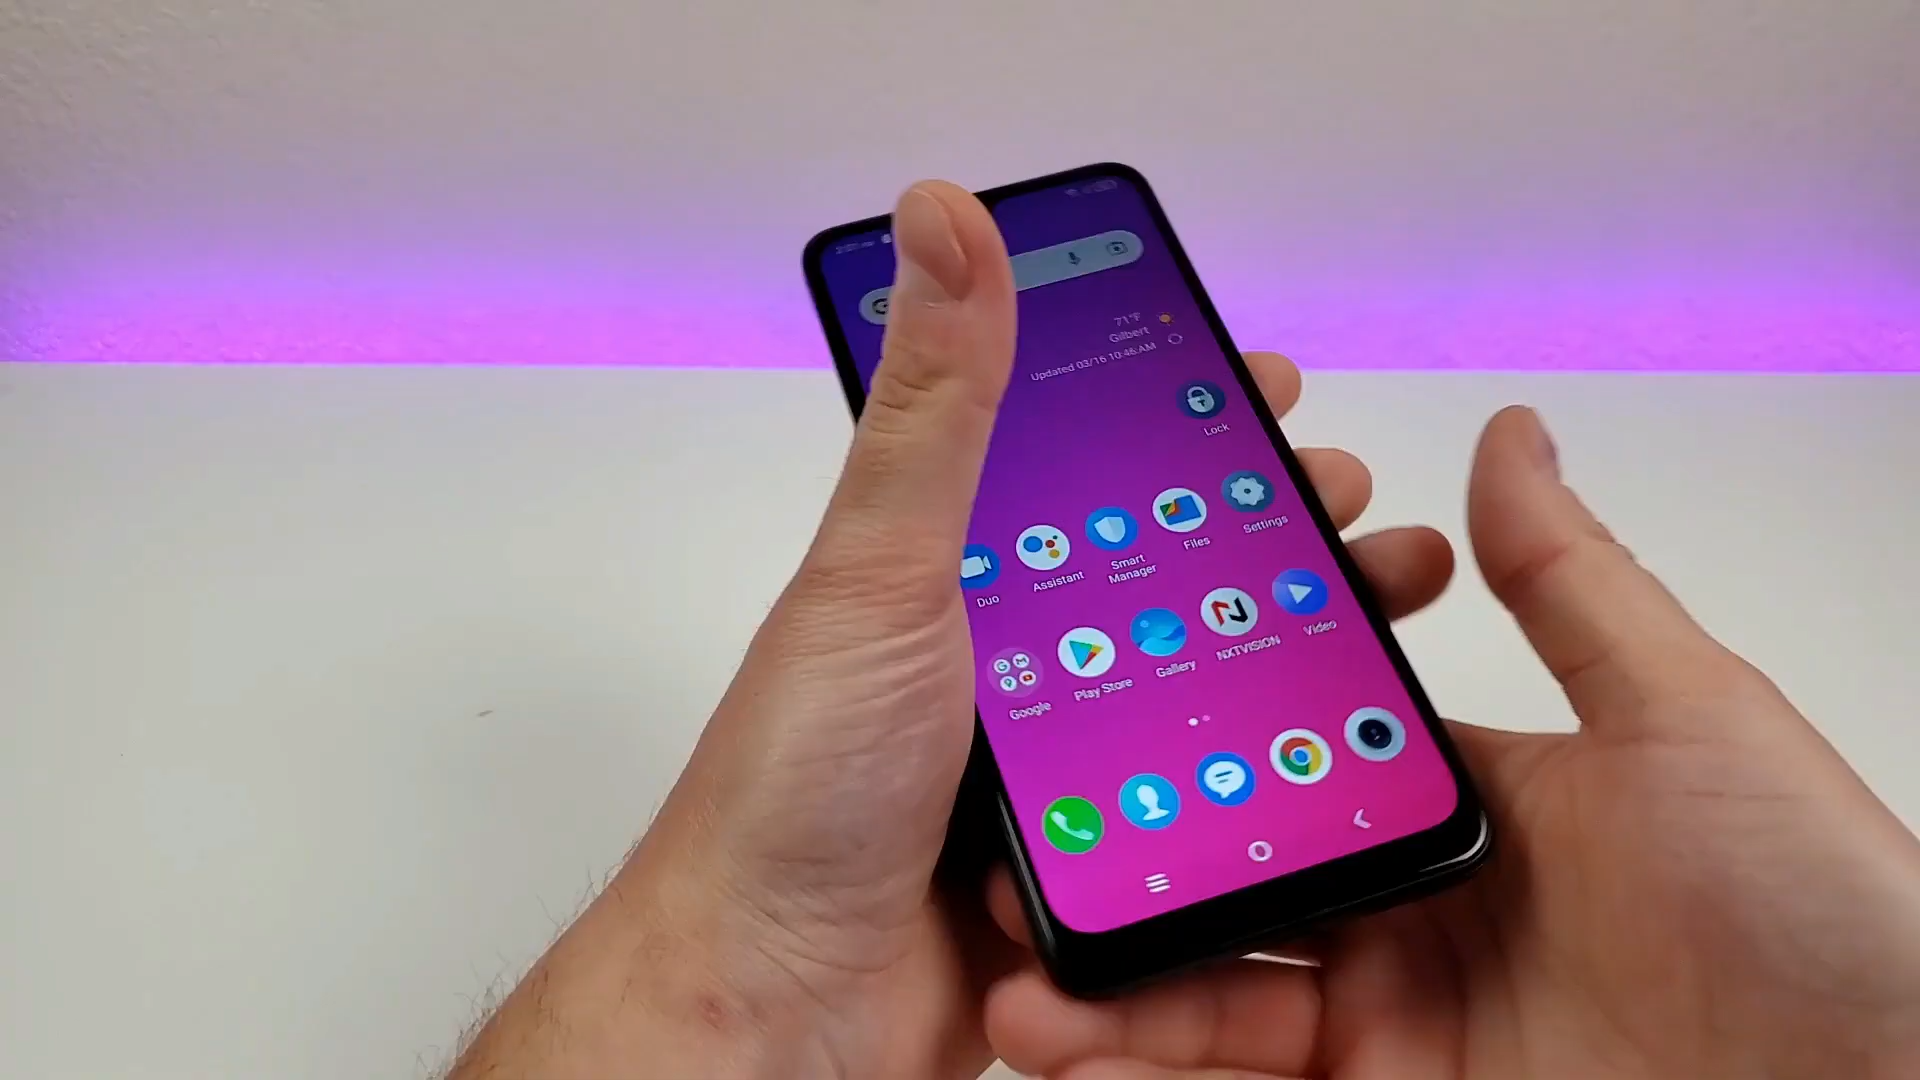 71°F
Gilbert
Updated 03/16 10:46 AM
Lock
Duo
Assistant
Smart
Manager
Files
Settings
Google
Play Store
Gallery
NXTVISION
Video